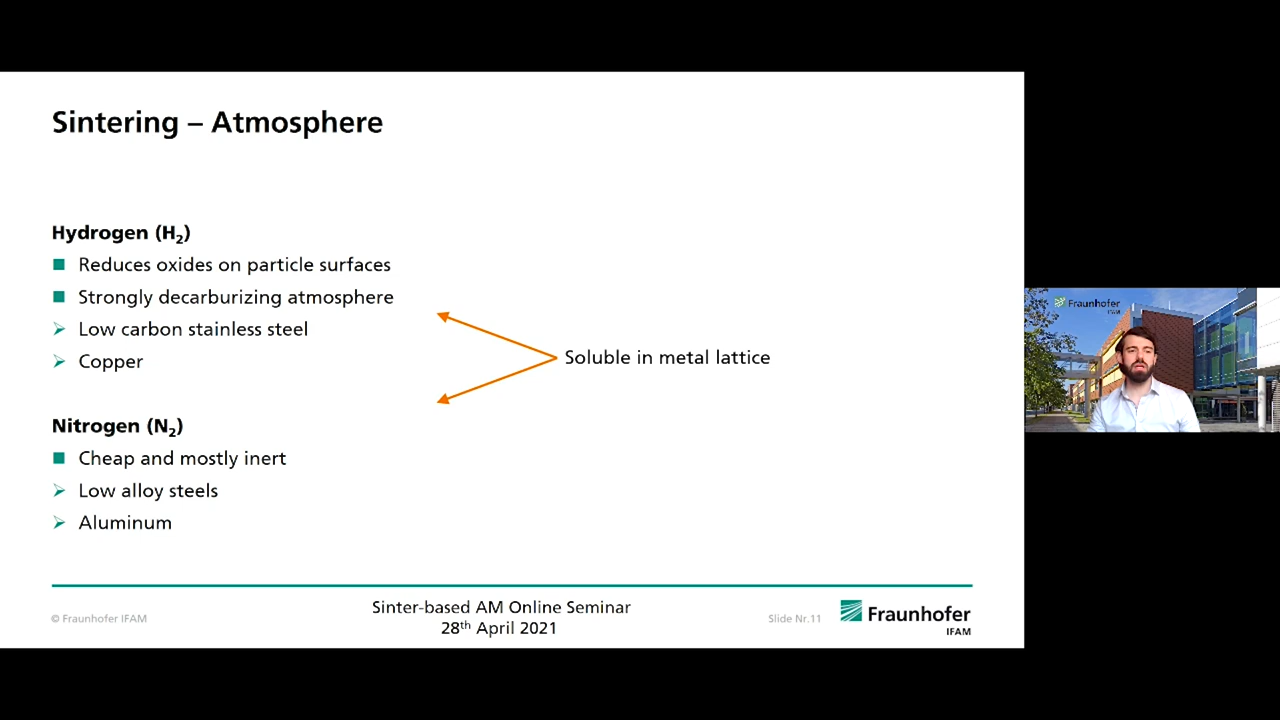 Sintering – Atmosphere
Hydrogen (H2)
Reduces oxides on particle surfaces
Strongly decarburizing atmosphere
Low carbon stainless steel
Copper
Soluble in metal lattice
Nitrogen (N2)
Cheap and mostly inert
Low alloy steels
Aluminum
© Fraunhofer IFAM
Sinter-based AM Online Seminar
28th April 2021
Slide Nr.11
Fraunhofer
IFAM
Fraunhofer
IFAM